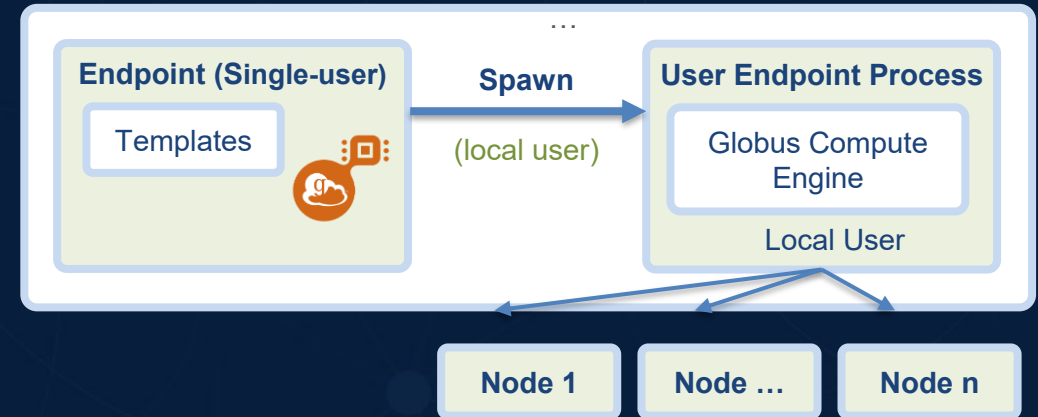 …
Endpoint (Single-user)
Templates
g
Spawn
(local user)
User Endpoint Process
Globus Compute
Engine
Local User
Node 1
Node …
Node n